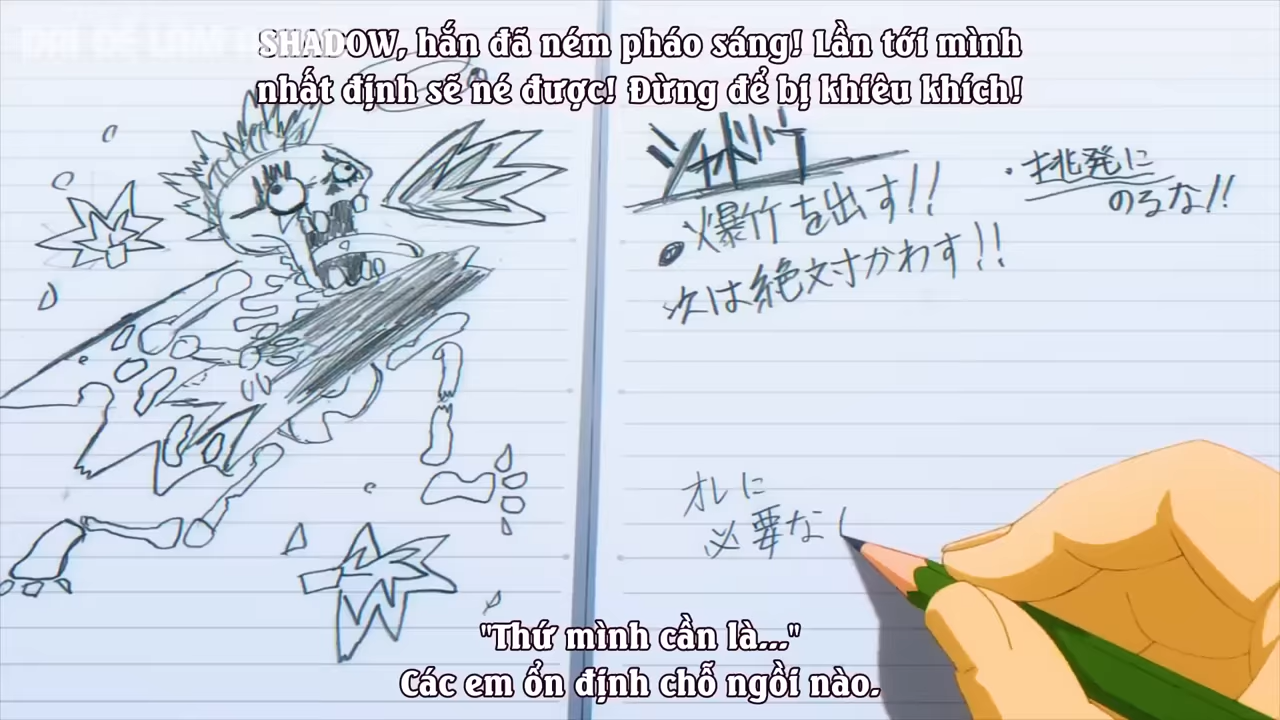 SHADOW, hắn đã ném pháo sáng! Lần tới mình
nhất định sẽ né được! Đừng để bị khiêu khích!
シャドウ
・爆竹を出す!!
次は絶対かわす!!
・挑発に
のるな!!
オレに
必要な
"Thứ mình cần là..."
Các em ổn định chỗ ngồi nào.